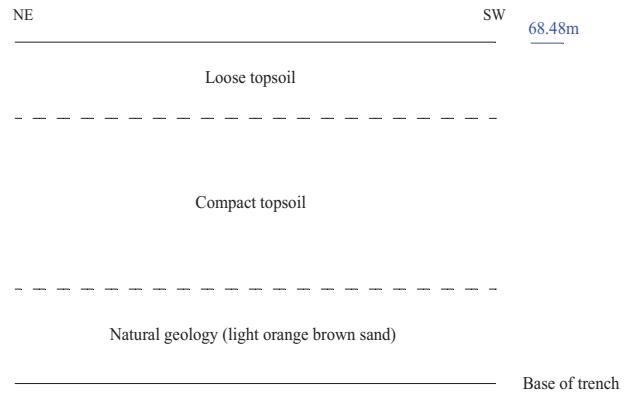 NE
SW
68.48m
Loose topsoil
Compact topsoil
Natural geology (light orange brown sand)
Base of trench